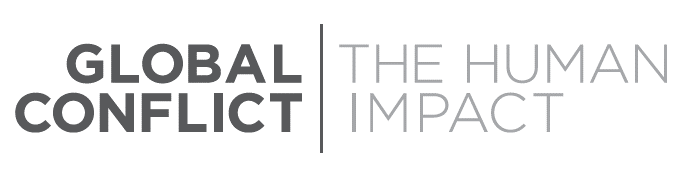 GLOBAL
CONFLICT
THE HUMAN
IMPACT